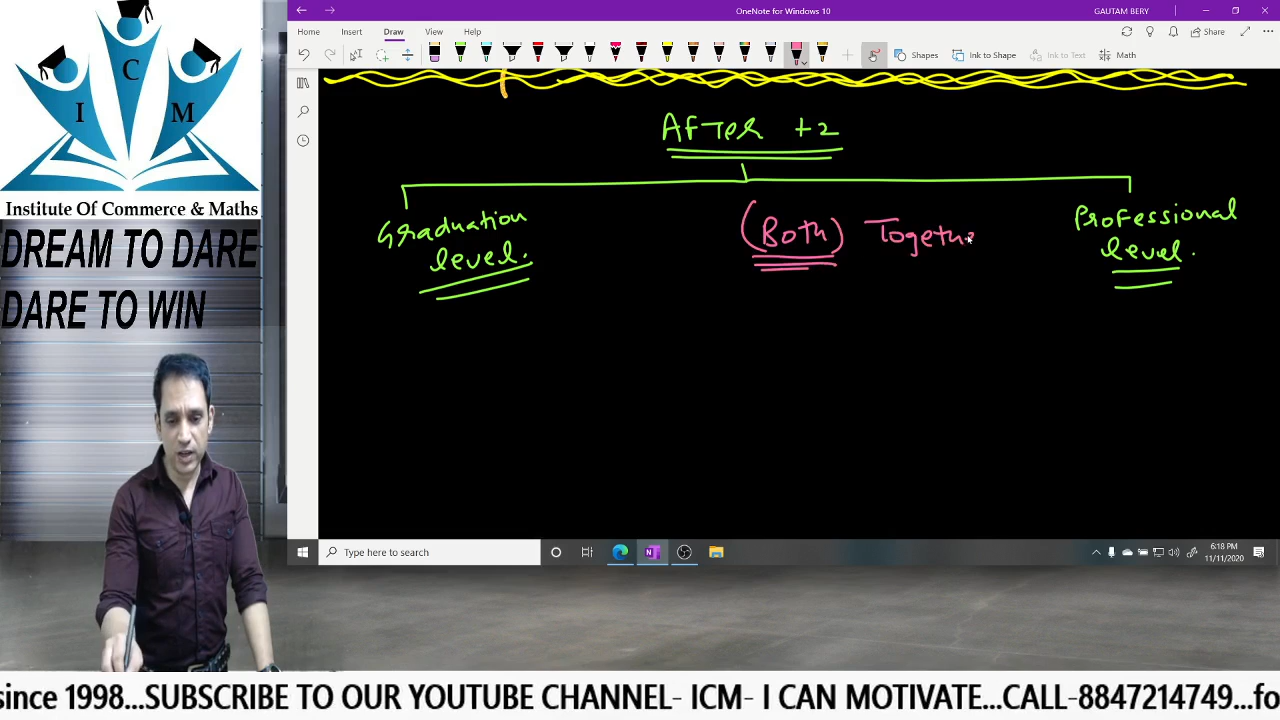 OneNote for Windows 10
GAUTAM BERY
Home Insert Draw View Help
Share
Shapes Ink to Shape Ink to Text Math
I C M
Institute Of Commerce & Maths
DREAM TO DARE
DARE TO WIN
After +2
Graduation
level.
(Both) Togethe
Professional
level.
Type here to search
6:18 PM
11/11/2020
since 1998...SUBSCRIBE TO OUR YOUTUBE CHANNEL- ICM- I CAN MOTIVATE...CALL-8847214749...fo